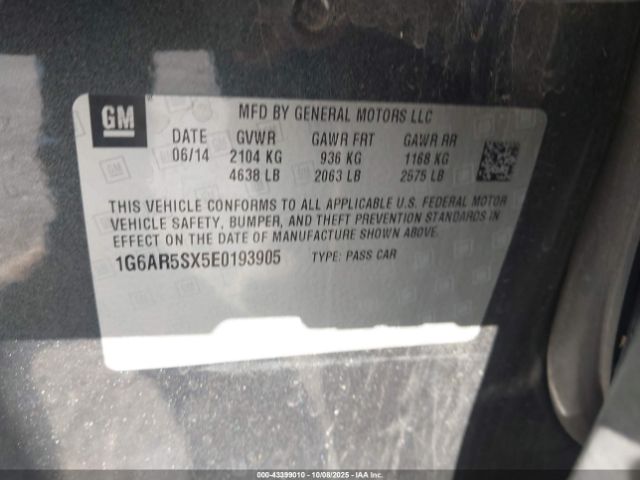 GM
MFD BY GENERAL MOTORS LLC
DATE GVWR GAWR FRT GAWR RR
06/14 2104 KG 936 KG 1168 KG
4638 LB 2063 LB 2575 LB
THIS VEHICLE CONFORMS TO ALL APPLICABLE U.S. FEDERAL MOTOR
VEHICLE SAFETY, BUMPER, AND THEFT PREVENTION STANDARDS IN
EFFECT ON THE DATE OF MANUFACTURE SHOWN ABOVE.
1G6AR5SX5E0193905 TYPE: PASS CAR
000-43399010 • 10/08/2025 • IAAI.COM